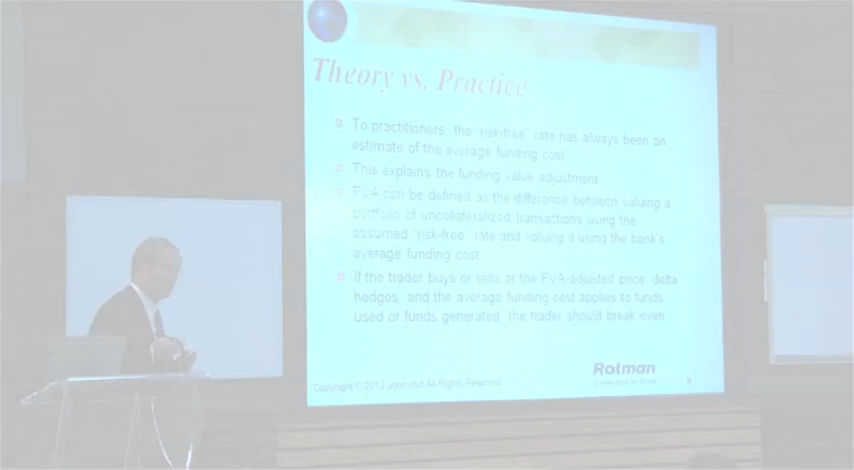 Theory vs. Practice
To practitioners, the "risk-free" rate has always been an
estimate of the average funding cost
This explains the funding value adjustment
FVA can be defined as the difference between valuing a
portfolio of uncollateralized transactions using the
assumed "risk-free" rate and valuing it using the bank's
average funding cost
If the trader buys or sells at the FVA-adjusted price, delta
hedges, and the average funding cost applies to funds
used or funds generated, the trader should break even.
Rotman
Copyright © 2013 John Hull All Rights Reserved